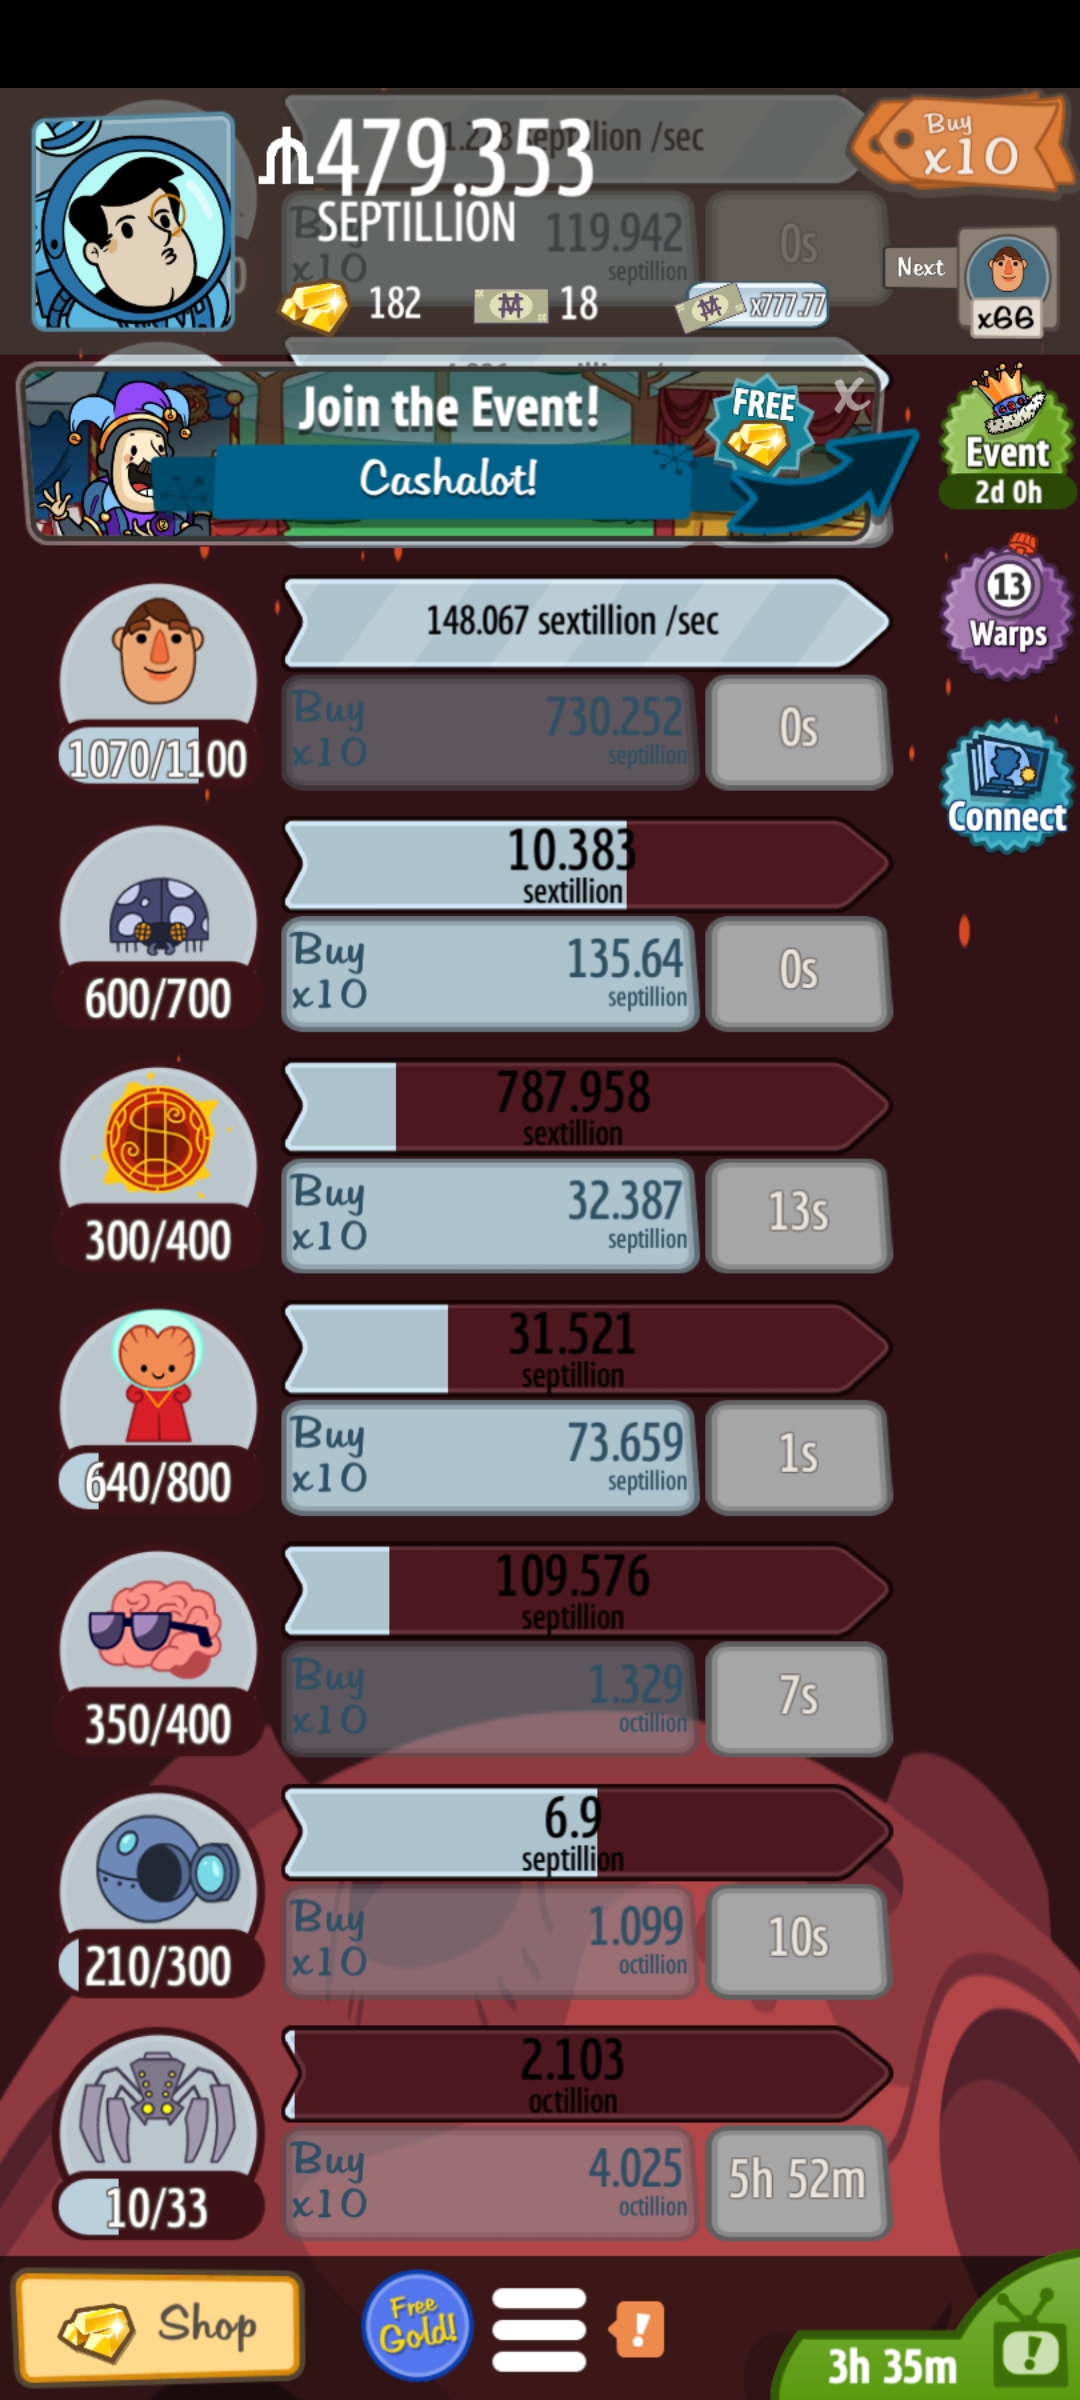 1.278 septillion /sec
479.353
SEPTILLION
Buy
x10
Buy
x10
119.942
septillion
0s
182
18
x777.77
Next
x66
Join the Event!
FREE
X
Cashalot!
Event
2d 0h
148.067 sextillion /sec
13
Warps
Buy
x10
730.252
septillion
0s
1070/1100
Connect
10.383
sextillion
Buy
x10
135.64
septillion
0s
600/700
787.958
sextillion
Buy
x10
32.387
septillion
13s
300/400
31.521
septillion
Buy
x10
73.659
septillion
1s
640/800
109.576
septillion
Buy
x10
1.329
octillion
7s
350/400
6.9
septillion
Buy
x10
1.099
octillion
10s
210/300
2.103
octillion
Buy
x10
4.025
octillion
5h 52m
10/33
Shop
Free
Gold!
!
3h 35m
!